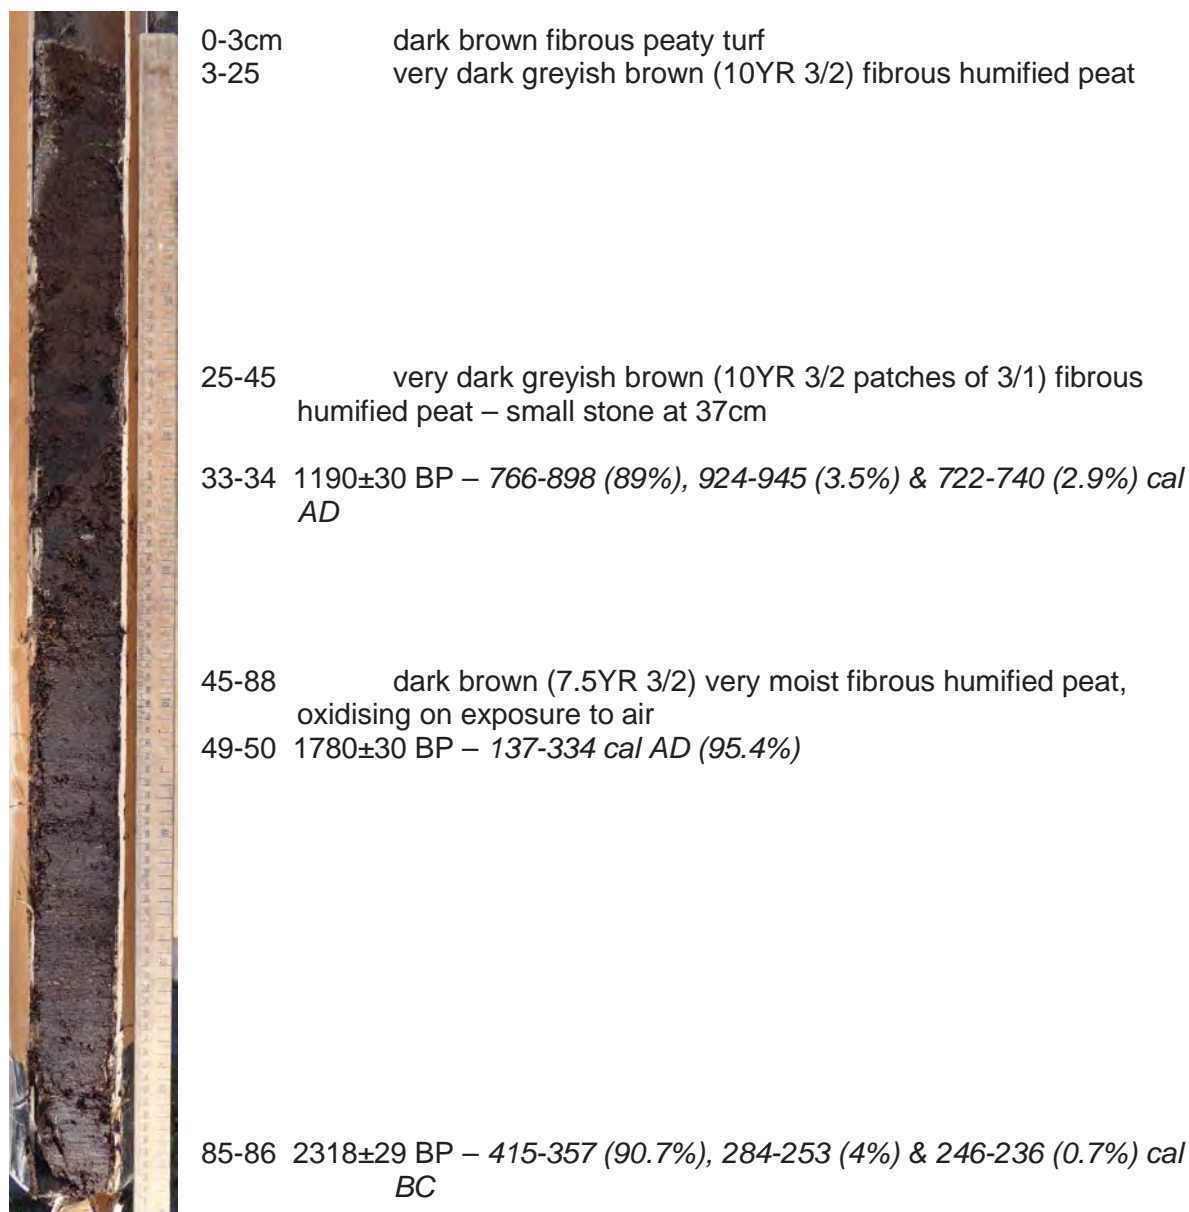 0-3cm dark brown fibrous peaty turf
3-25 very dark greyish brown (10YR 3/2) fibrous humified peat
25-45 very dark greyish brown (10YR 3/2 patches of 3/1) fibrous
humified peat – small stone at 37cm
33-34 1190±30 BP – 766-898 (89%), 924-945 (3.5%) & 722-740 (2.9%) cal
AD
45-88 dark brown (7.5YR 3/2) very moist fibrous humified peat,
oxidising on exposure to air
49-50 1780±30 BP – 137-334 cal AD (95.4%)
85-86 2318±29 BP – 415-357 (90.7%), 284-253 (4%) & 246-236 (0.7%) cal
BC